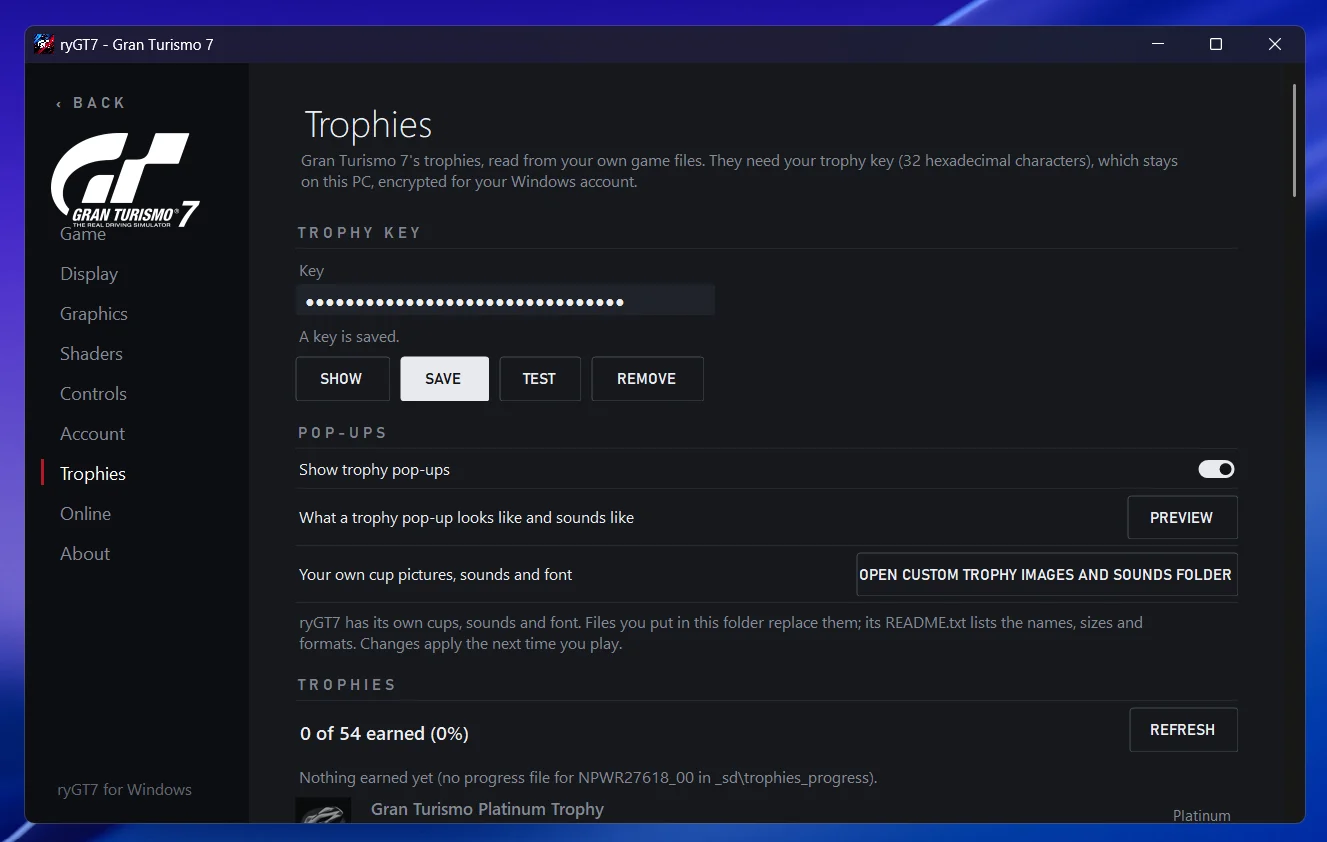 ryGT7 - Gran Turismo 7
‹ BACK
GRAN TURISMO® 7
THE REAL DRIVING SIMULATOR
Game
Display
Graphics
Shaders
Controls
Account
Trophies
Online
About
ryGT7 for Windows
Trophies
Gran Turismo 7's trophies, read from your own game files. They need your trophy key (32 hexadecimal characters), which stays
on this PC, encrypted for your Windows account.
TROPHY KEY
Key
●●●●●●●●●●●●●●●●●●●●●●●●●●●●●●●●
A key is saved.
SHOW SAVE TEST REMOVE
POP-UPS
Show trophy pop-ups
What a trophy pop-up looks like and sounds like PREVIEW
Your own cup pictures, sounds and font OPEN CUSTOM TROPHY IMAGES AND SOUNDS FOLDER
ryGT7 has its own cups, sounds and font. Files you put in this folder replace them; its README.txt lists the names, sizes and
formats. Changes apply the next time you play.
TROPHIES
0 of 54 earned (0%) REFRESH
Nothing earned yet (no progress file for NPWR27618_00 in _sd\trophies_progress).
Gran Turismo Platinum Trophy Platinum